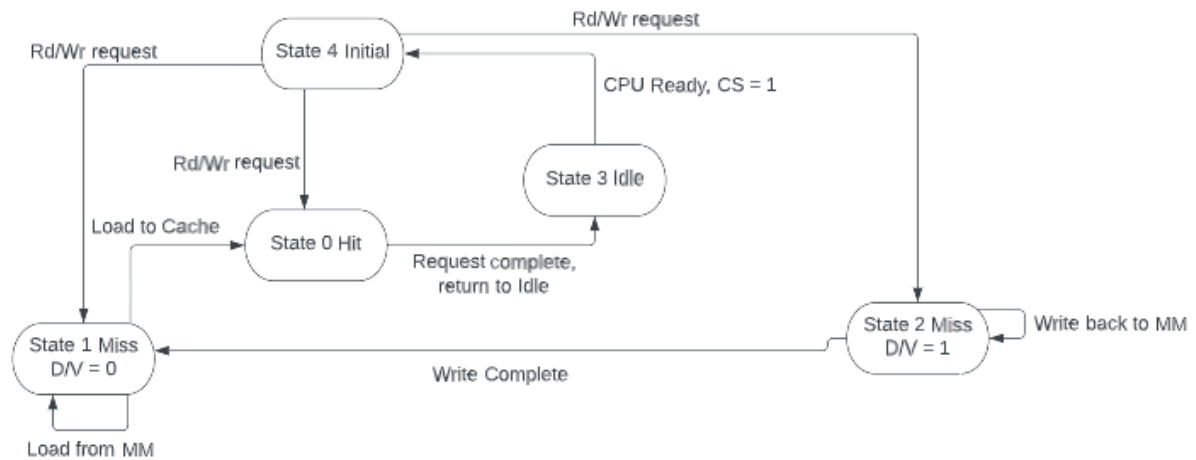 Rd/Wr request
Rd/Wr request
State 4 Initial
CPU Ready, CS = 1
Rd/Wr request
State 3 Idle
Load to Cache
State 0 Hit
Request complete,
return to Idle
State 2 Miss
D/V = 1
Write back to MM
State 1 Miss
D/V = 0
Write Complete
Load from MM